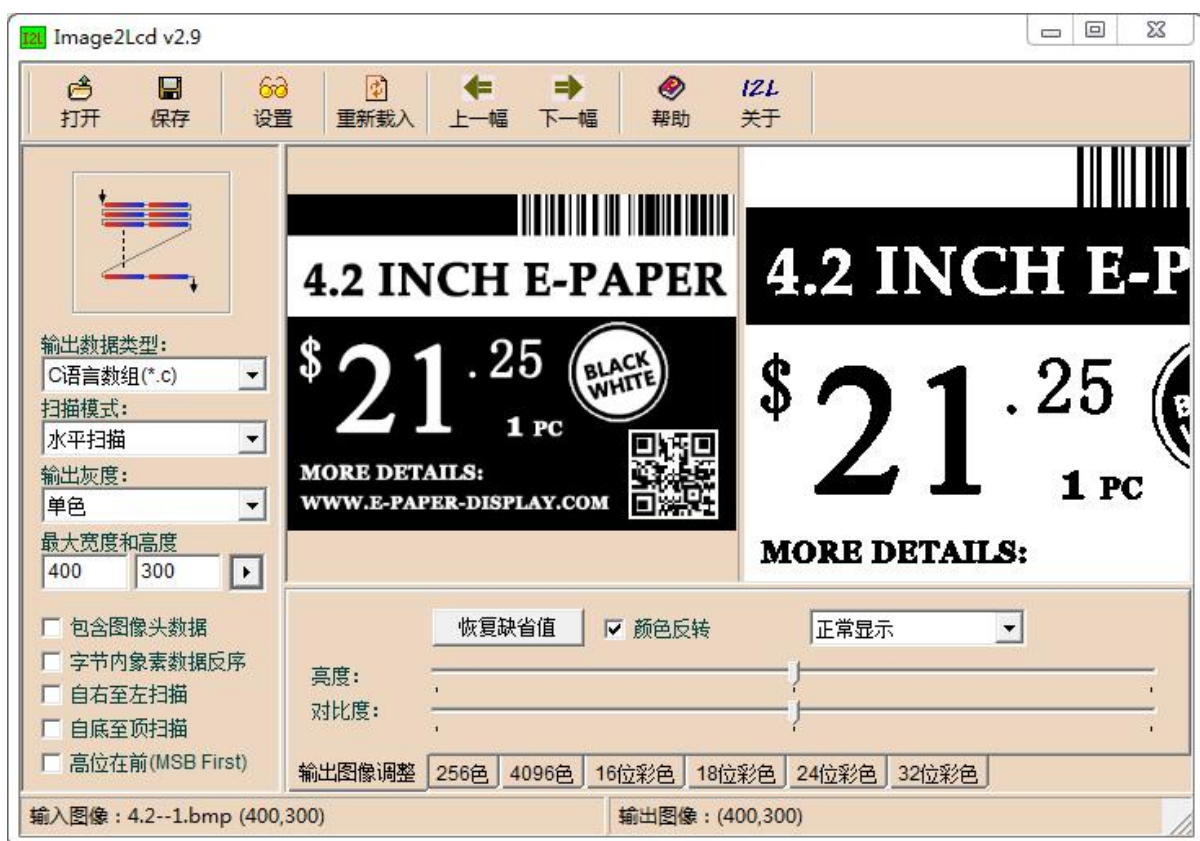 I2L Image2Lcd v2.9
打开 保存 设置 重新载入 上一幅 下一幅 帮助 I2L 关于
输出数据类型:
C语言数组(*.c)
扫描模式:
水平扫描
输出灰度:
单色
最大宽度和高度
400 300
包含图像头数据
字节内象素数据反序
自右至左扫描
自底至顶扫描
高位在前(MSB First)
4.2 INCH E-PAPER
$ 21.25
BLACK
WHITE
1 PC
MORE DETAILS:
WWW.E-PAPER-DISPLAY.COM
4.2 INCH E-P
$ 21.25
1 PC
MORE DETAILS:
恢复缺省值 颜色反转 正常显示
亮度:
对比度:
输出图像调整 256色 4096色 16位彩色 18位彩色 24位彩色 32位彩色
输入图像:4.2--1.bmp (400,300) 输出图像:(400,300)